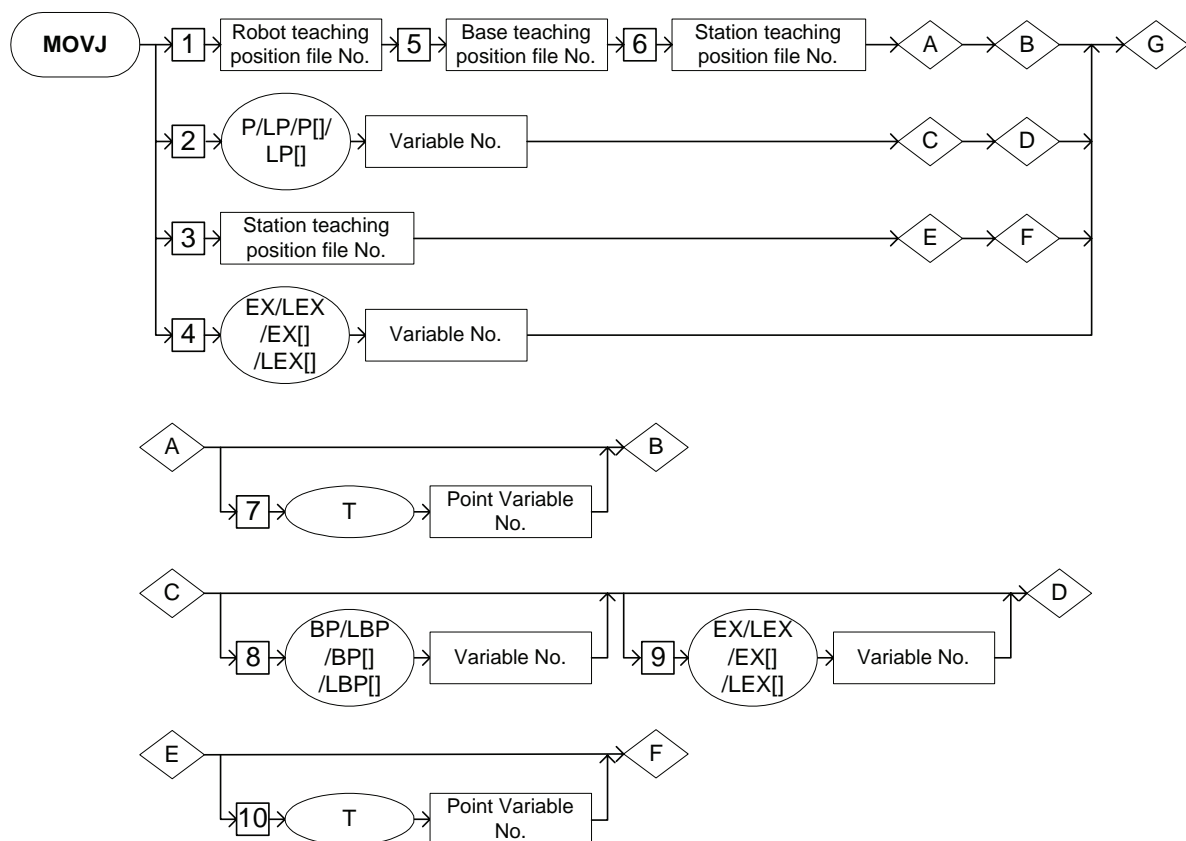 MOVJ
1
Robot teaching
position file No.
5
Base teaching
position file No.
6
Station teaching
position file No.
A
B
G
2
P/LP/P[]/
LP[]
Variable No.
C
D
3
Station teaching
position file No.
E
F
4
EX/LEX
/EX[]
/LEX[]
Variable No.
A
B
7
T
Point Variable
No.
C
D
8
BP/LBP
/BP[]
/LBP[]
Variable No.
9
EX/LEX
/EX[]
/LEX[]
Variable No.
E
F
10
T
Point Variable
No.